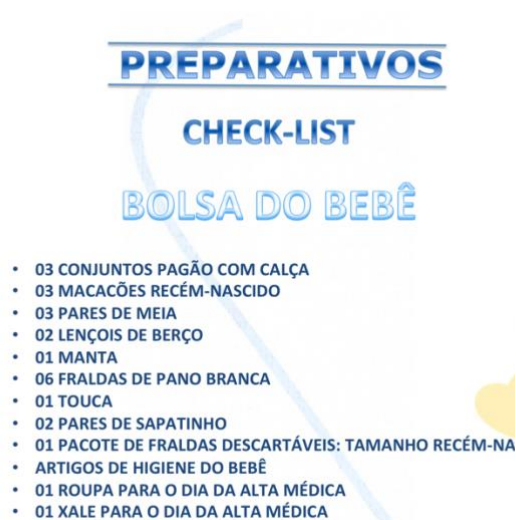 PREPARATIVOS
CHECK-LIST
BOLSA DO BEBÊ
• 03 CONJUNTOS PAGÃO COM CALÇA
• 03 MACACÕES RECÉM-NASCIDO
• 03 PARES DE MEIA
• 02 LENÇOIS DE BERÇO
• 01 MANTA
• 06 FRALDAS DE PANO BRANCA
• 01 TOUCA
• 02 PARES DE SAPATINHO
• 01 PACOTE DE FRALDAS DESCARTÁVEIS: TAMANHO RECÉM-NA
• ARTIGOS DE HIGIENE DO BEBÊ
• 01 ROUPA PARA O DIA DA ALTA MÉDICA
• 01 XALE PARA O DIA DA ALTA MÉDICA